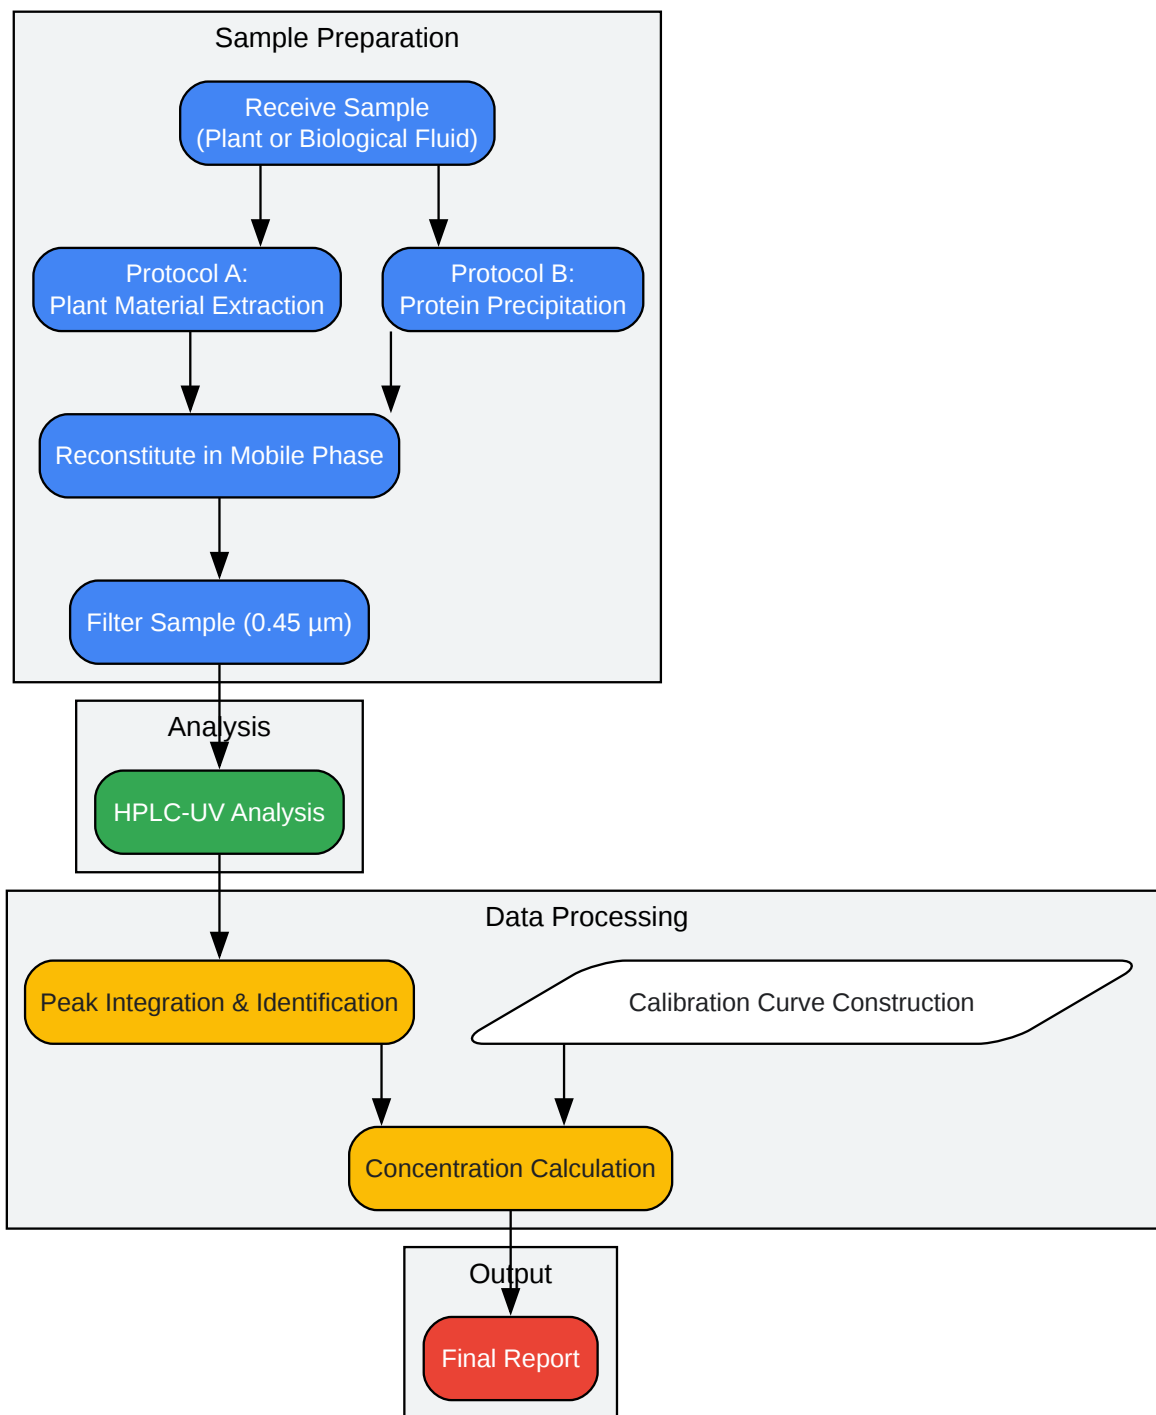 Sample Preparation
Receive Sample
(Plant or Biological Fluid)
Protocol A:
Plant Material Extraction
Protocol B:
Protein Precipitation
Reconstitute in Mobile Phase
Filter Sample (0.45 µm)
Analysis
HPLC-UV Analysis
Data Processing
Peak Integration & Identification
Calibration Curve Construction
Concentration Calculation
Output
Final Report